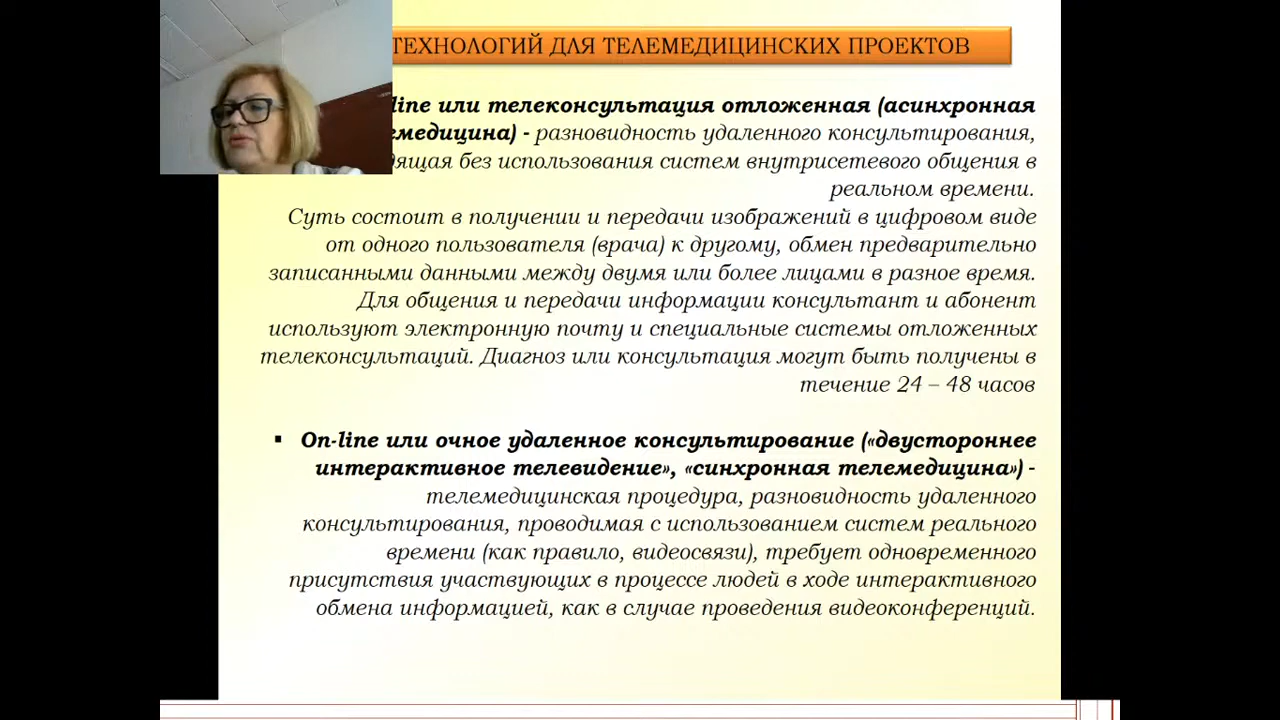 ТЕХНОЛОГИЙ ДЛЯ ТЕЛЕМЕДИЦИНСКИХ ПРОЕКТОВ
line или телеконсультация отложенная (асинхронная
емедицина) - разновидность удаленного консультирования,
дящая без использования систем внутрисетевого общения в
реальном времени.
Суть состоит в получении и передачи изображений в цифровом виде
от одного пользователя (врача) к другому, обмен предварительно
записанными данными между двумя или более лицами в разное время.
Для общения и передачи информации консультант и абонент
используют электронную почту и специальные системы отложенных
телеконсультаций. Диагноз или консультация могут быть получены в
течение 24 – 48 часов
▪ On-line или очное удаленное консультирование («двустороннее
интерактивное телевидение», «синхронная телемедицина») -
телемедицинская процедура, разновидность удаленного
консультирования, проводимая с использованием систем реального
времени (как правило, видеосвязи), требует одновременного
присутствия участвующих в процессе людей в ходе интерактивного
обмена информацией, как в случае проведения видеоконференций.